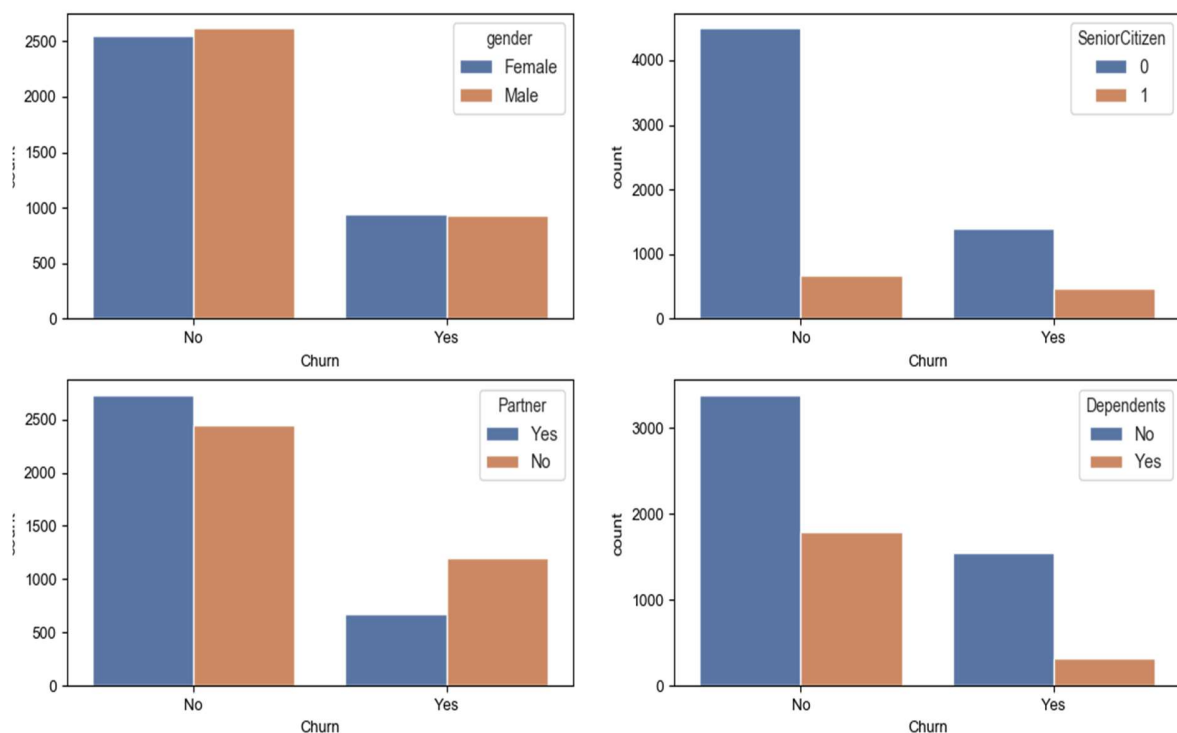 2500
2000
1500
1000
500
0
count
gender
Female
Male
No
Yes
Churn
4000
3000
2000
1000
0
count
SeniorCitizen
0
1
No
Yes
Churn
2500
2000
1500
1000
500
0
count
Partner
Yes
No
No
Yes
Churn
3000
2000
1000
0
count
Dependents
No
Yes
No
Yes
Churn